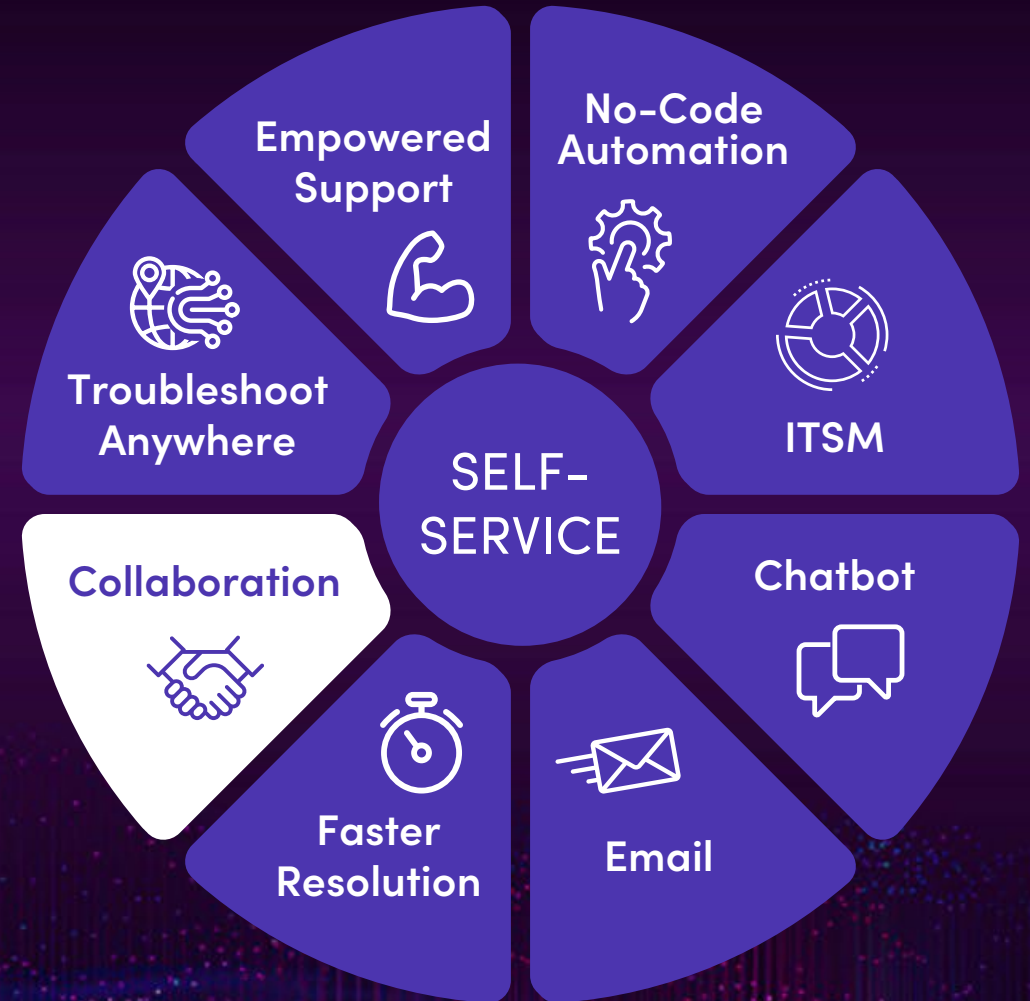 Empowered
Support
No-Code
Automation
Troubleshoot
Anywhere
ITSM
SELF-
SERVICE
Collaboration
Chatbot
Faster
Resolution
Email